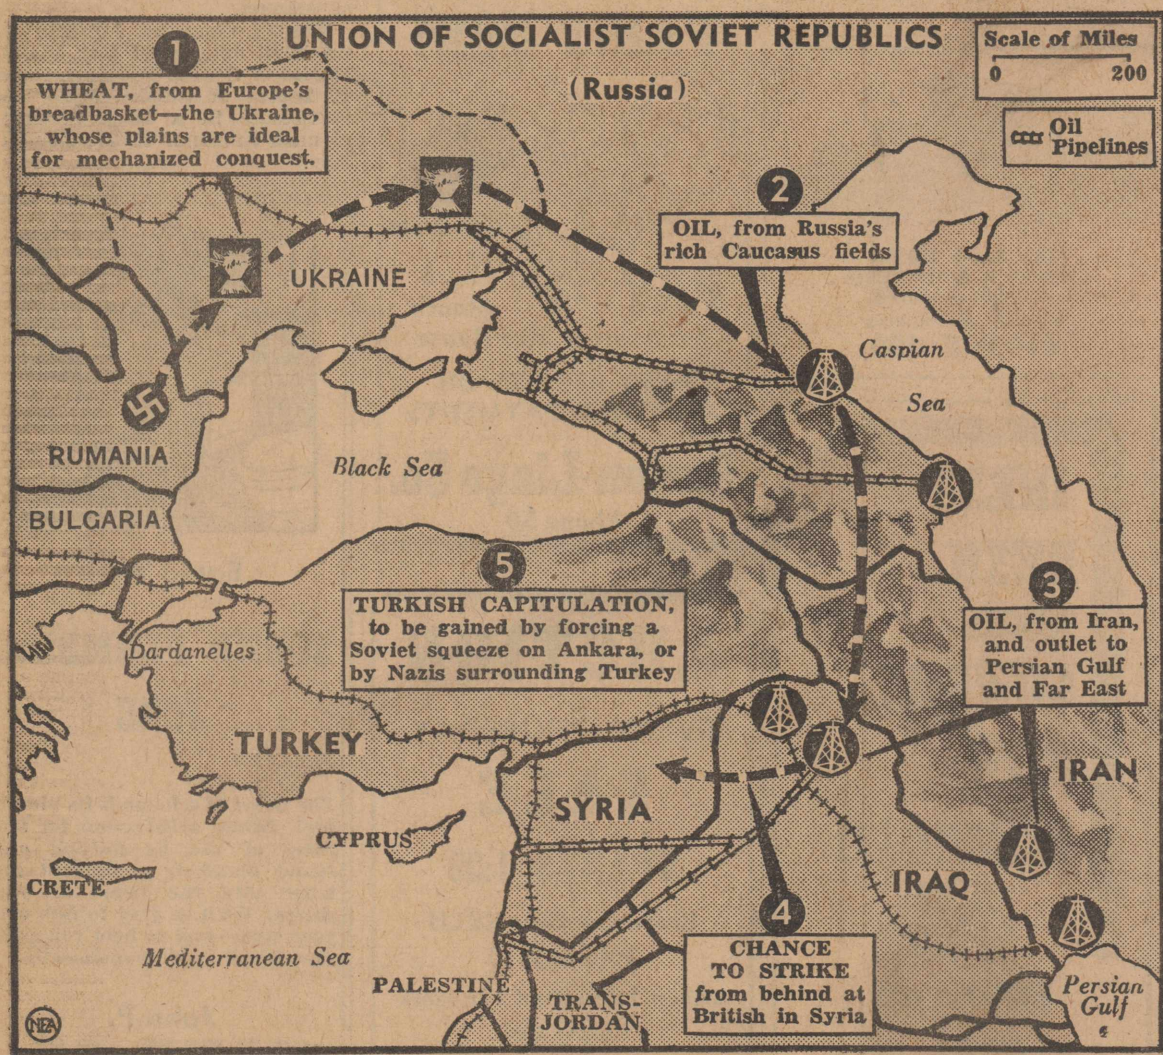 UNION OF SOCIALIST SOVIET REPUBLICS
(Russia)
Scale of Miles
0 200
Oil
Pipelines
1
WHEAT, from Europe's
breadbasket—the Ukraine,
whose plains are ideal
for mechanized conquest.
2
OIL, from Russia's
rich Caucasus fields
UKRAINE
Caspian
Sea
RUMANIA
Black Sea
BULGARIA
5
TURKISH CAPITULATION,
to be gained by forcing a
Soviet squeeze on Ankara, or
by Nazis surrounding Turkey
3
OIL, from Iran,
and outlet to
Persian Gulf
and Far East
Dardanelles
TURKEY
IRAN
SYRIA
CYPRUS
CRETE
IRAQ
4
CHANCE
TO STRIKE
from behind at
British in Syria
Mediterranean Sea
PALESTINE
TRANS-
JORDAN
Persian
Gulf
NEA